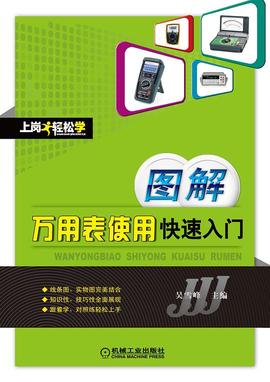 上岗轻松学
图解
万用表使用快速入门
WANYONGBIAO SHIYONG KUAISU RUMEN
JJJ
吴雪峰 主编
线条图，实物图完美结合
知识性，技巧性全面展现
跟着学，对照练轻松上手
机械工业出版社
CHINA MACHINE PRESS